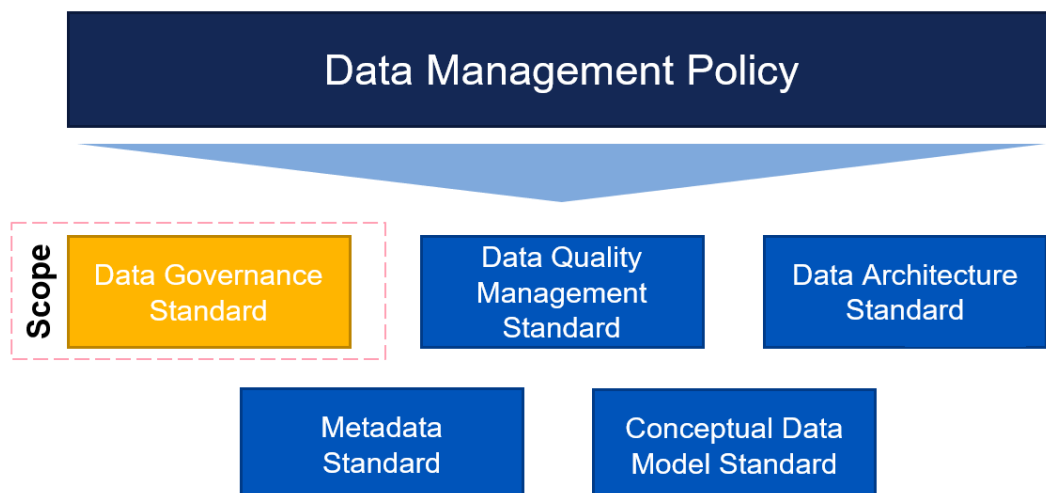 Data Management Policy
Scope
Data Governance
Standard
Data Quality
Management
Standard
Data Architecture
Standard
Metadata
Standard
Conceptual Data
Model Standard